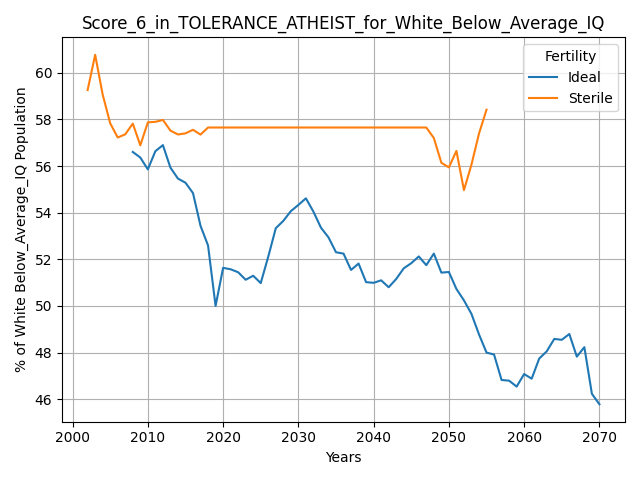 Score_6_in_TOLERANCE_ATHEIST_for_White_Below_Average_IQ
% of White Below_Average_IQ Population
60
58
56
54
52
50
48
46
Fertility
Ideal
Sterile
2000 2010 2020 2030 2040 2050 2060 2070
Years